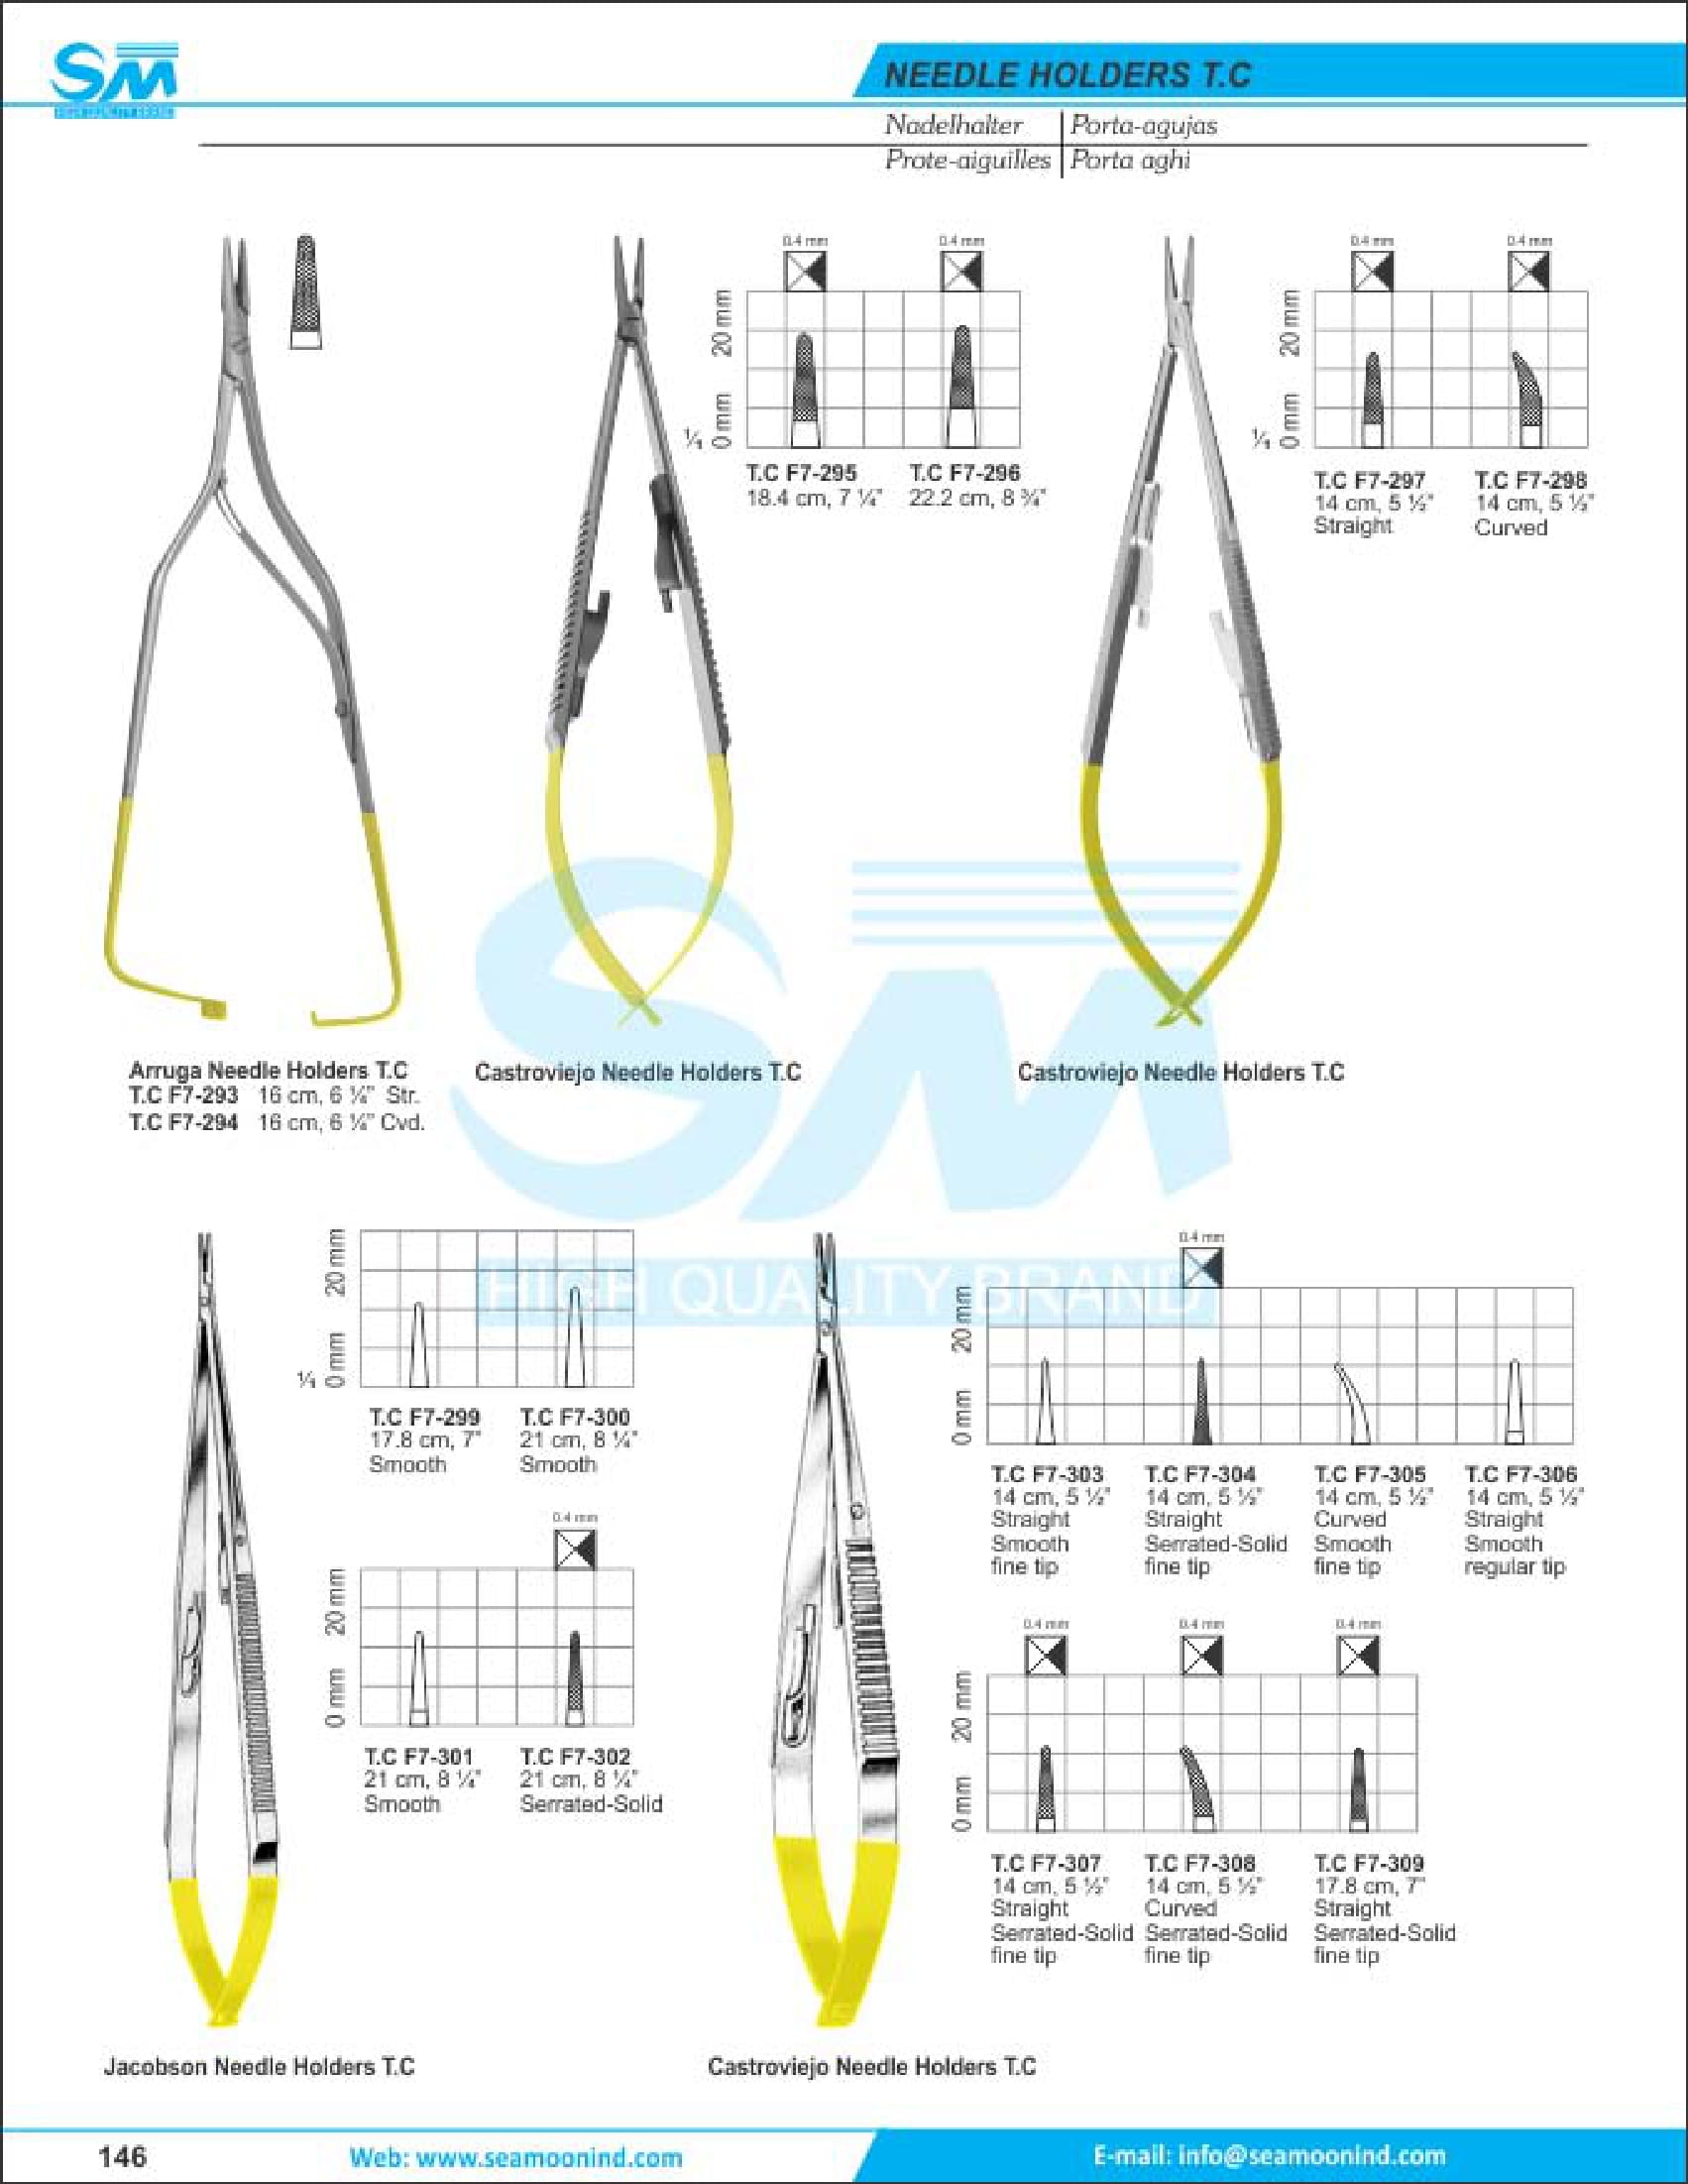 SM
NEEDLE HOLDERS T.C
Nadelhalter
Porta-agujas
Prote-aiguilles
Porta aghi
0.4 mm
0.4 mm
20 mm
0 mm
1/1
T.C F7-295
18.4 cm, 7 ¼"
T.C F7-296
22.2 cm, 8 ¾"
0.4 mm
0.4 mm
20 mm
0 mm
1/1
T.C F7-297
14 cm, 5 ½"
Straight
T.C F7-298
14 cm, 5 ½"
Curved
Arruga Needle Holders T.C
T.C F7-293 16 cm, 6 ¼” Str.
T.C F7-294 16 cm, 6 ¼” Cvd.
Castroviejo Needle Holders T.C
Castroviejo Needle Holders T.C
SM
HIGH QUALITY BRAND
20 mm
0 mm
1/1
T.C F7-299
17.8 cm, 7"
Smooth
T.C F7-300
21 cm, 8 ¼"
Smooth
0.4 mm
20 mm
0 mm
T.C F7-301
21 cm, 8 ¼"
Smooth
T.C F7-302
21 cm, 8 ¼"
Serrated-Solid
Jacobson Needle Holders T.C
0.4 mm
20 mm
0 mm
T.C F7-303
14 cm, 5 ½"
Straight
Smooth
fine tip
T.C F7-304
14 cm, 5 ½"
Straight
Serrated-Solid
fine tip
T.C F7-305
14 cm, 5 ½"
Curved
Smooth
fine tip
T.C F7-306
14 cm, 5 ½"
Straight
Smooth
regular tip
0.4 mm
0.4 mm
0.4 mm
20 mm
0 mm
T.C F7-307
14 cm, 5 ½"
Straight
Serrated-Solid
fine tip
T.C F7-308
14 cm, 5 ½"
Curved
Serrated-Solid
fine tip
T.C F7-309
17.8 cm, 7"
Straight
Serrated-Solid
fine tip
Castroviejo Needle Holders T.C
146
Web: www.seamoonind.com
E-mail: info@seamoonind.com